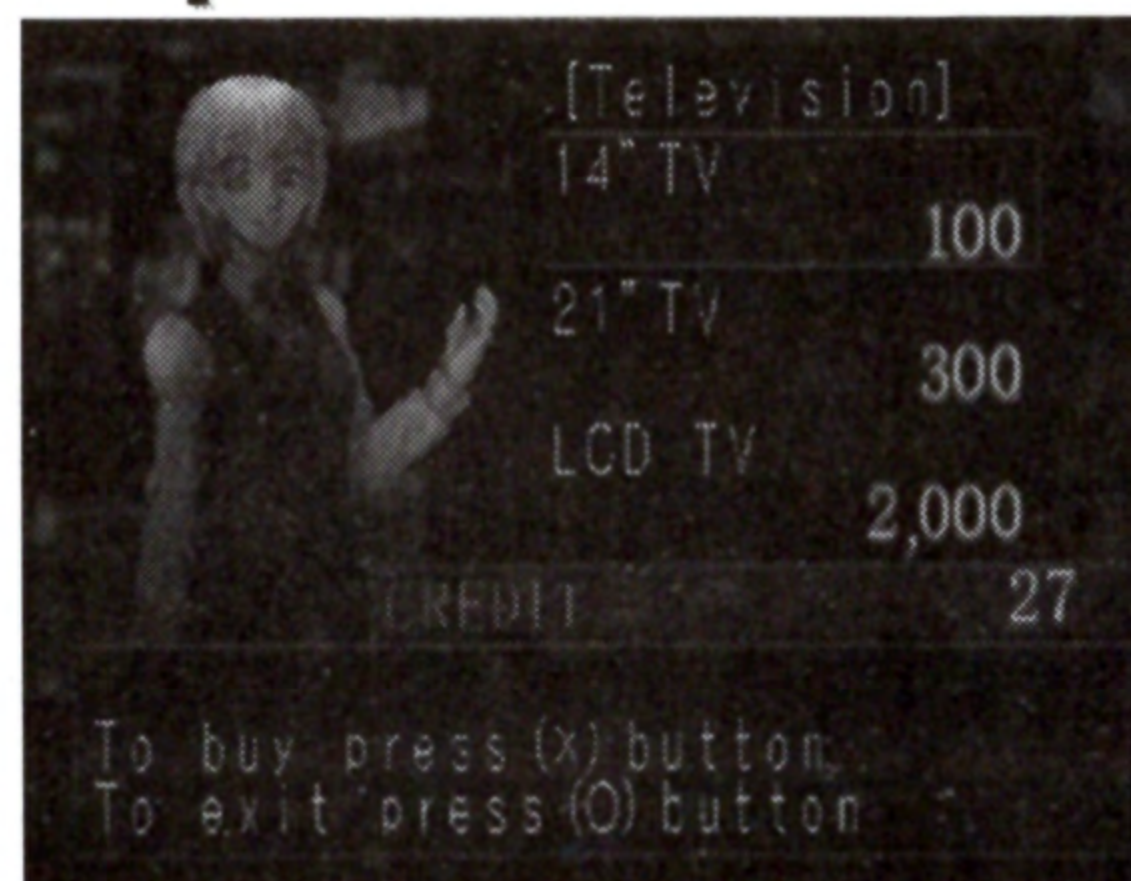 [Television]
14" TV
100
21" TV
300
LCD TV
2,000
CREDIT 27
To buy press(X)button.
To exit press(O)button